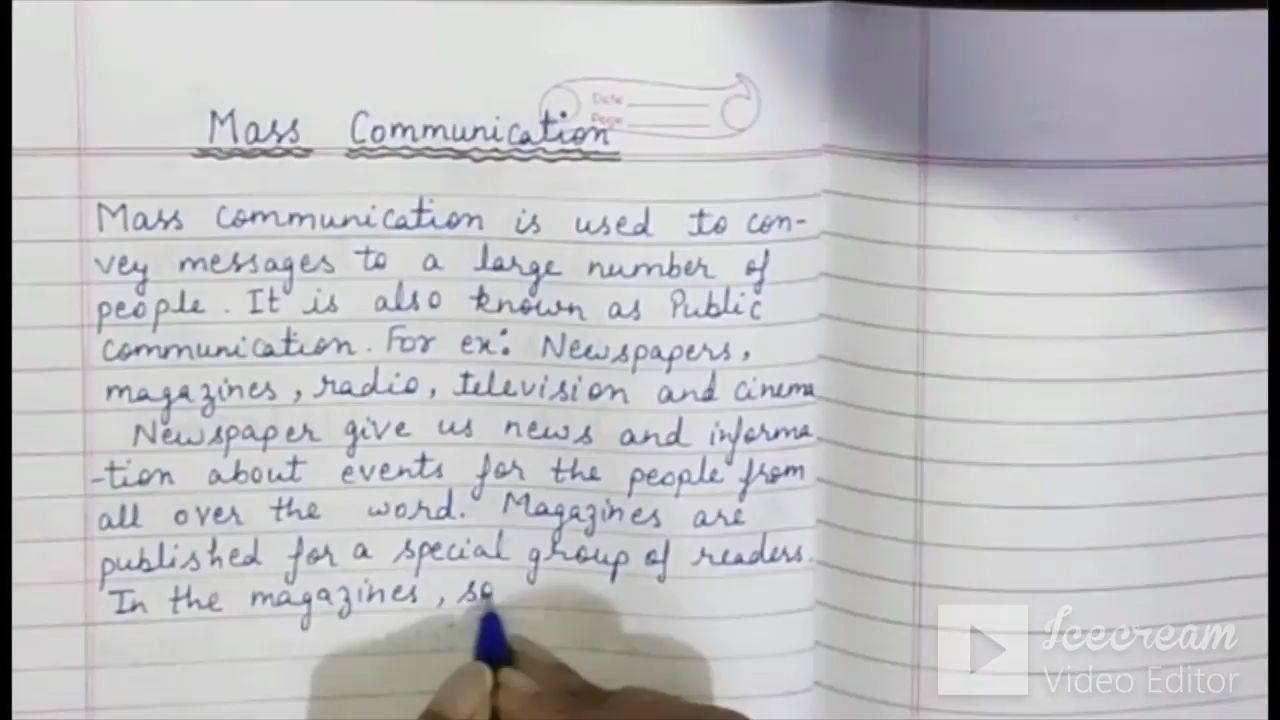 Date
Page
Mass Communication
Mass communication is used to con-
vey messages to a large number of
people. It is also known as Public
communication. For ex: Newspapers,
magazines, radio, television and cinema
Newspaper give us news and informa
-tion about events for the people from
all over the word. Magazines are
published for a special group of readers.
In the magazines, so
Icecream
Video Editor